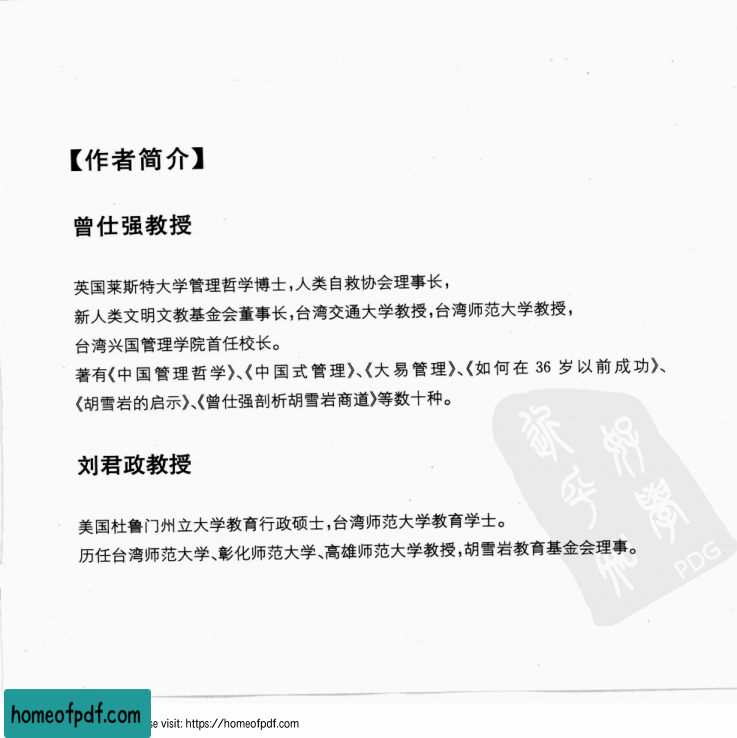 【作者简介】
曾仕强教授
英国莱斯特大学管理哲学博士,人类自救协会理事长,
新人类文明文教基金会董事长,台湾交通大学教授,台湾师范大学教授,
台湾兴国管理学院首任校长。
著有《中国管理哲学》、《中国式管理》、《大易管理》、《如何在 36 岁以前成功》、
《胡雪岩的启示》、《曾仕强剖析胡雪岩商道》等数十种。
刘君政教授
美国杜鲁门州立大学教育行政硕士,台湾师范大学教育学士。
历任台湾师范大学、彰化师范大学、高雄师范大学教授,胡雪岩教育基金会理事。
PDG
homeofpdf.com
visit: https://homeofpdf.com